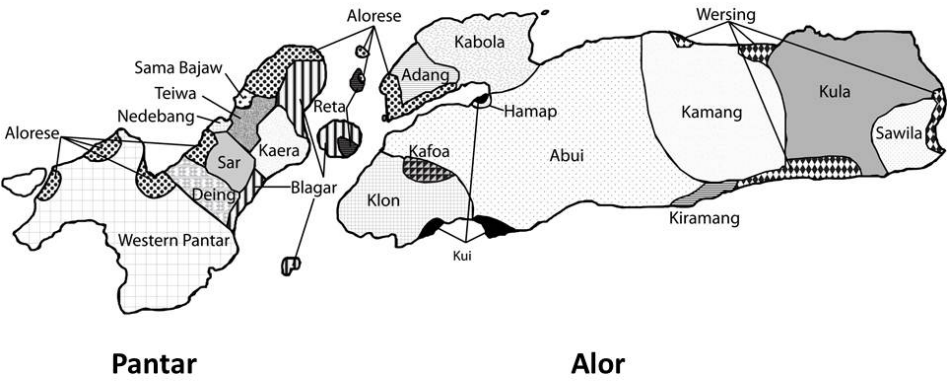 Alorese
Wersing
Kabola
Sama Bajaw
Adang
Teiwa
Reta
Kula
Nedebang
Hamap
Kamang
Alorese
Sawila
Kaera
Kafoa
Abui
Sar
Blagar
Deing
Klon
Kiramang
Western Pantar
Kui
Pantar
Alor